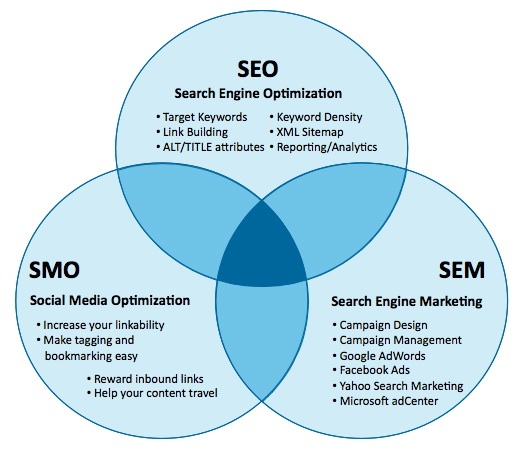 SEO
Search Engine Optimization
• Target Keywords • Keyword Density
• Link Building • XML Sitemap
• ALT/TITLE attributes • Reporting/Analytics
SMO
Social Media Optimization
• Increase your linkability
• Make tagging and
bookmarking easy
• Reward inbound links
• Help your content travel
SEM
Search Engine Marketing
• Campaign Design
• Campaign Management
• Google AdWords
• Facebook Ads
• Yahoo Search Marketing
• Microsoft adCenter